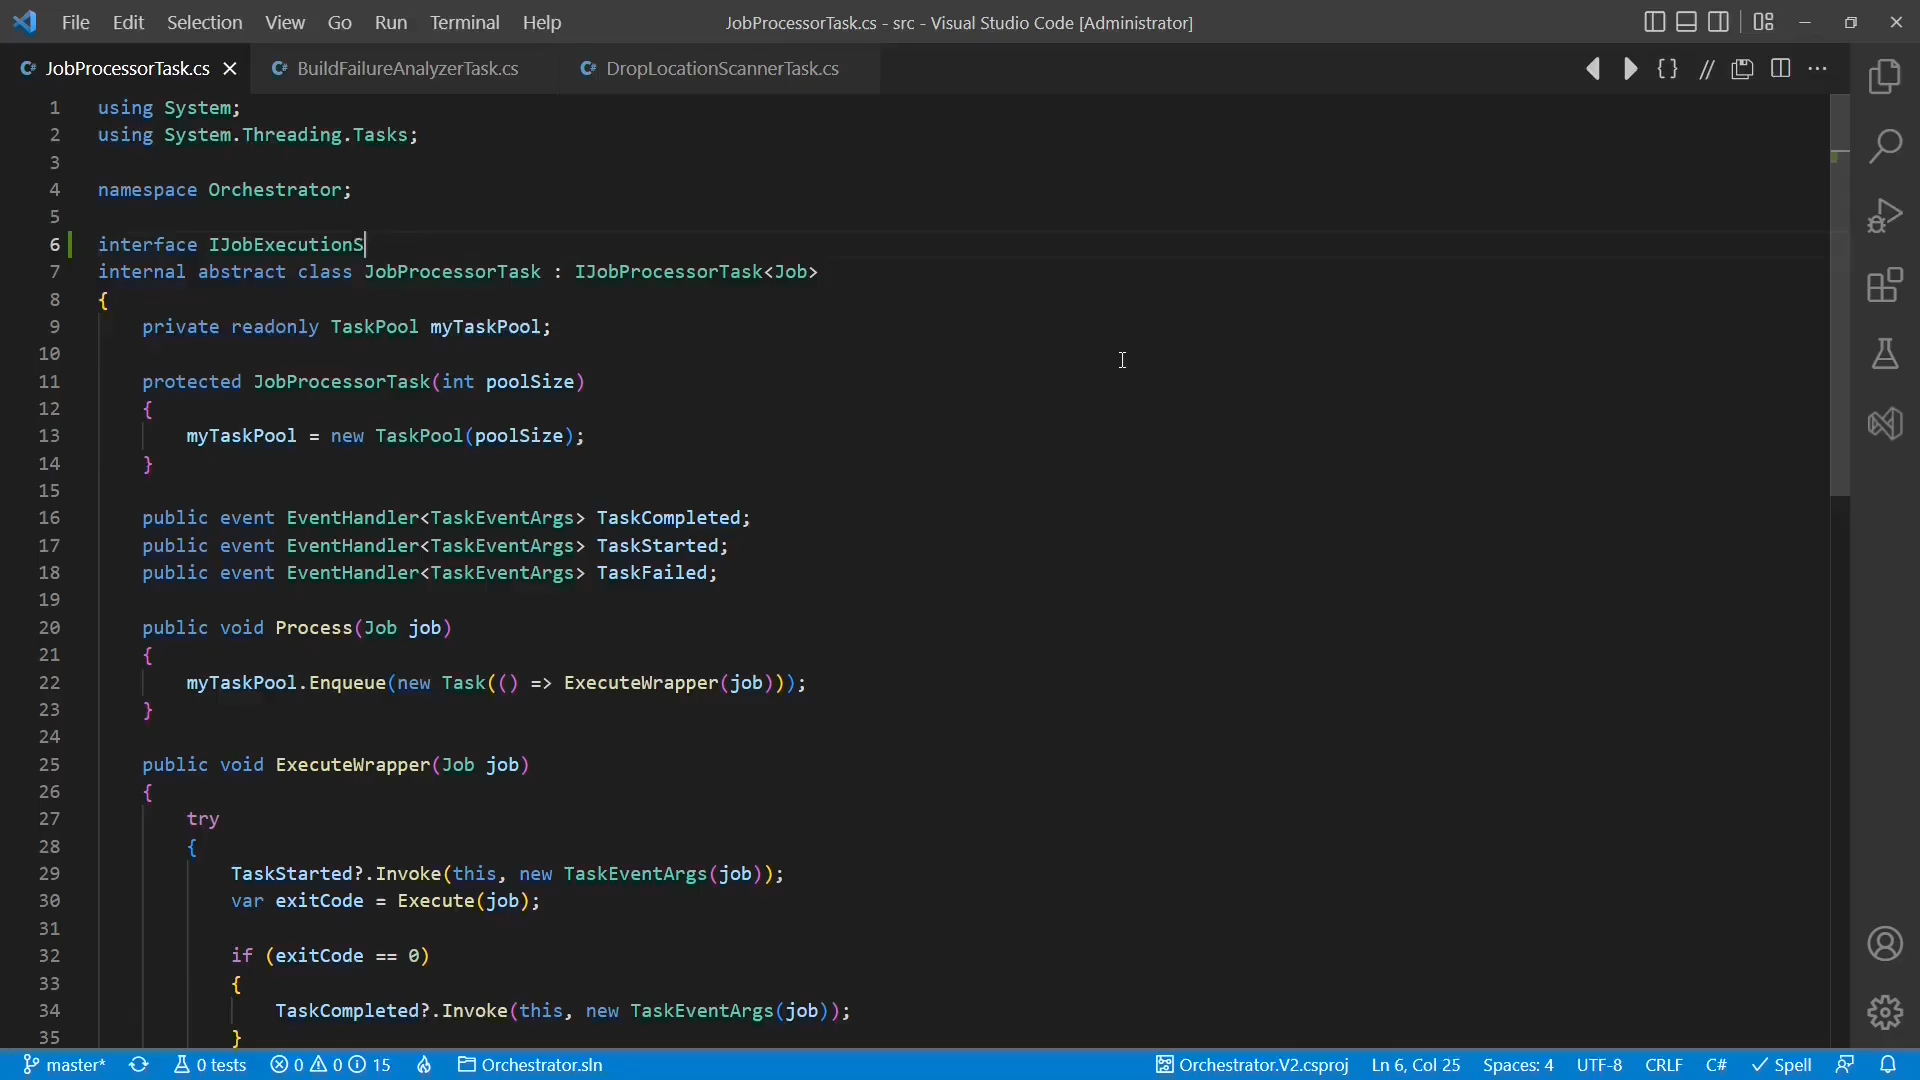 File Edit Selection View Go Run Terminal Help
JobProcessorTask.cs - src - Visual Studio Code [Administrator]
JobProcessorTask.cs
BuildFailureAnalyzerTask.cs
DropLocationScannerTask.cs
1 using System;
2 using System.Threading.Tasks;
3
4 namespace Orchestrator;
5
6 interface IJobExecutionS
7 internal abstract class JobProcessorTask : IJobProcessorTask<Job>
8 {
9 private readonly TaskPool myTaskPool;
10
11 protected JobProcessorTask(int poolSize)
12 {
13 myTaskPool = new TaskPool(poolSize);
14 }
15
16 public event EventHandler<TaskEventArgs> TaskCompleted;
17 public event EventHandler<TaskEventArgs> TaskStarted;
18 public event EventHandler<TaskEventArgs> TaskFailed;
19
20 public void Process(Job job)
21 {
22 myTaskPool.Enqueue(new Task(() => ExecuteWrapper(job)));
23 }
24
25 public void ExecuteWrapper(Job job)
26 {
27 try
28 {
29 TaskStarted?.Invoke(this, new TaskEventArgs(job));
30 var exitCode = Execute(job);
31
32 if (exitCode == 0)
33 {
34 TaskCompleted?.Invoke(this, new TaskEventArgs(job));
35 }
master* 0 tests 0 0 15 Orchestrator.sln Orchestrator.V2.csproj Ln 6, Col 25 Spaces: 4 UTF-8 CRLF C# Spell